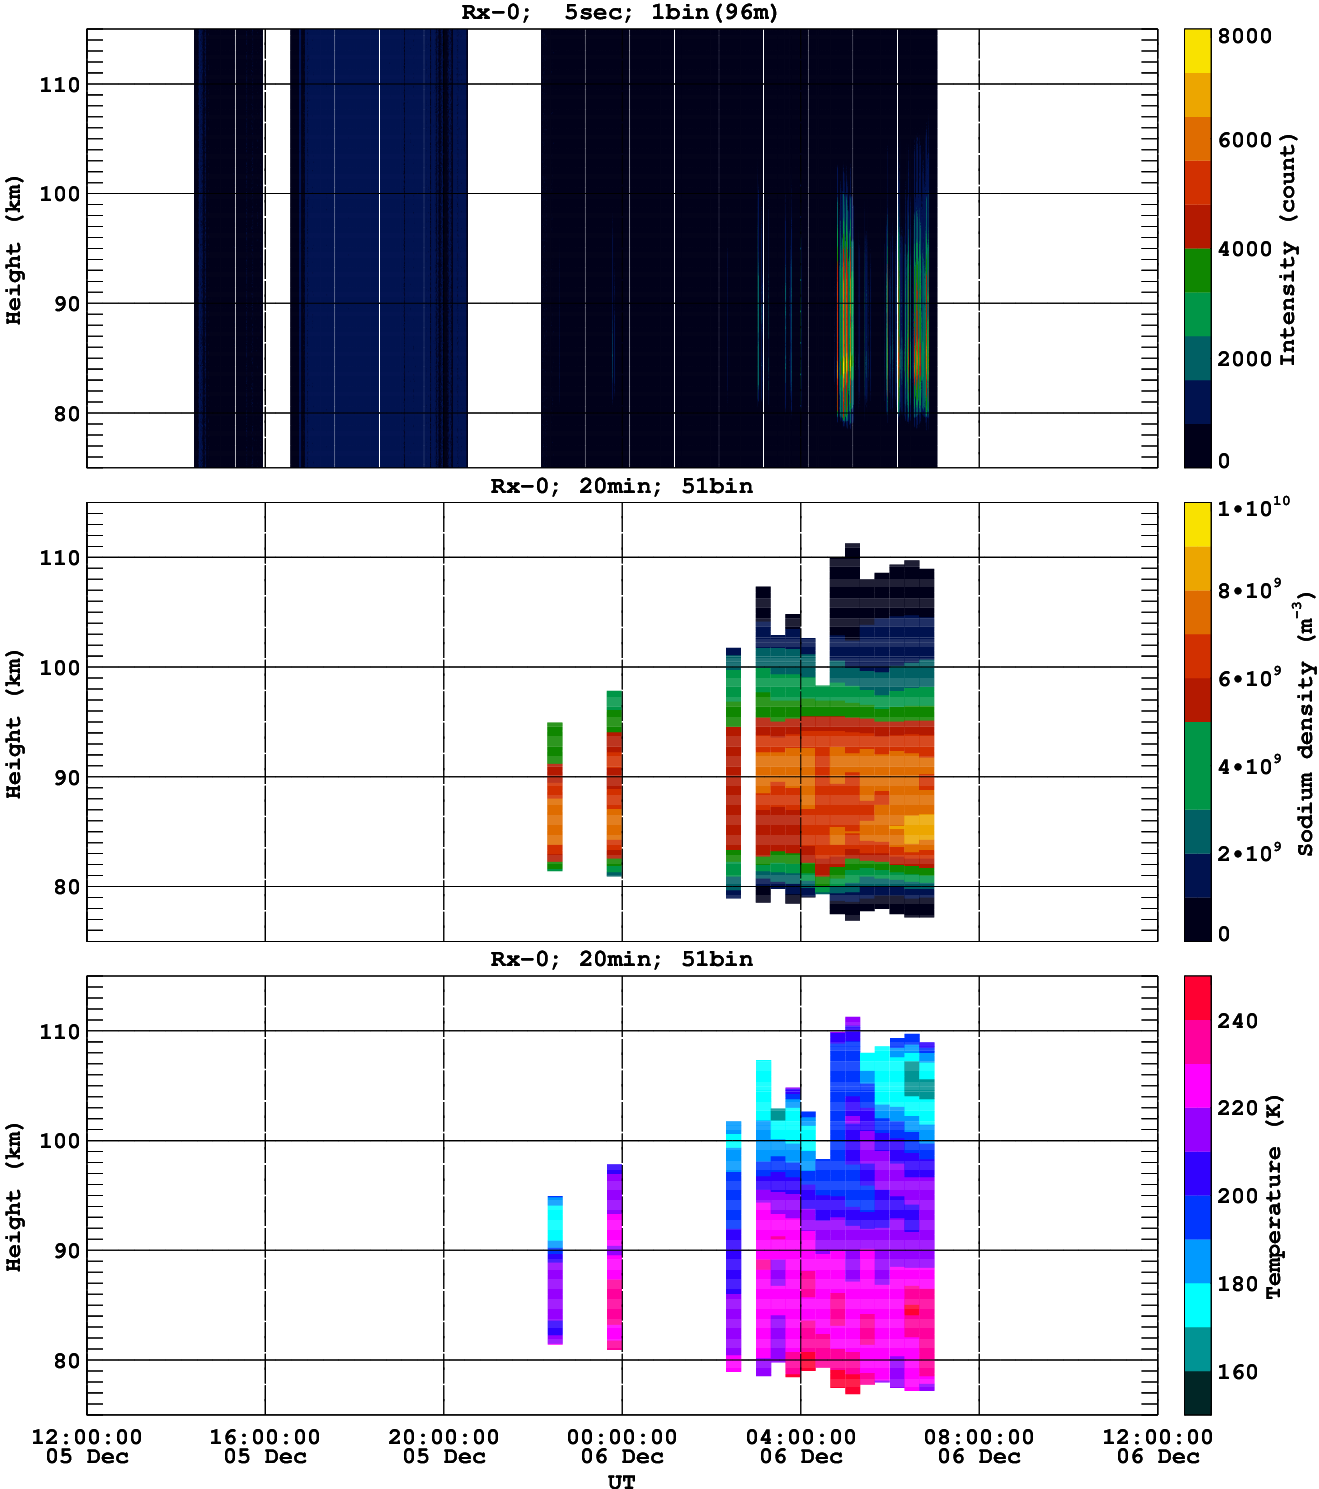 Rx-0;  5sec; 1bin(96m)
110
100
90
80
Height (km)
8000
6000
4000
2000
0
Intensity (count)
Rx-0; 20min; 51bin
110
100
90
80
Height (km)
1•10¹⁰
8•10⁹
6•10⁹
4•10⁹
2•10⁹
0
Sodium density (m⁻³)
Rx-0; 20min; 51bin
110
100
90
80
Height (km)
240
220
200
180
160
Temperature (K)
12:00:00 16:00:00 20:00:00 00:00:00 04:00:00 08:00:00 12:00:00
05 Dec 05 Dec 05 Dec 06 Dec 06 Dec 06 Dec 06 Dec
UT